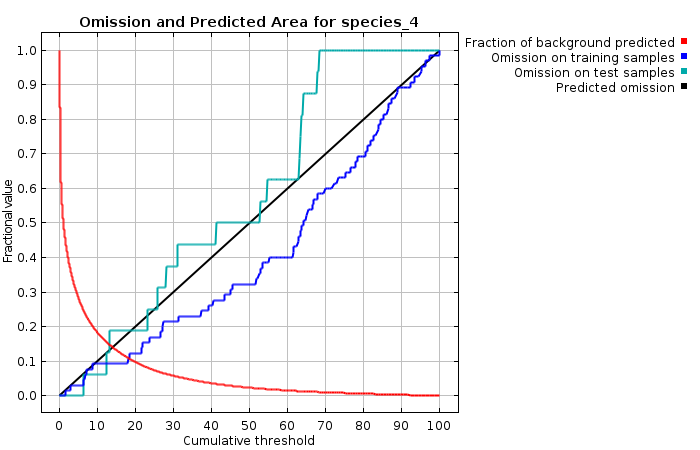 Omission and Predicted Area for species_4
Fraction of background predicted
Omission on training samples
Omission on test samples
Predicted omission
Fractional value
1.0
0.9
0.8
0.7
0.6
0.5
0.4
0.3
0.2
0.1
0.0
0 10 20 30 40 50 60 70 80 90 100
Cumulative threshold